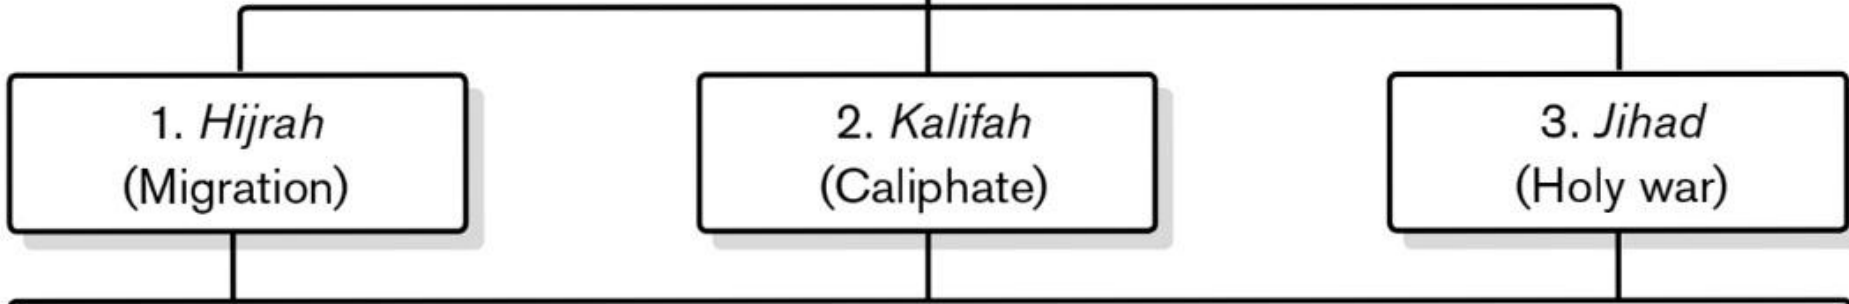 1. Hijrah
(Migration)
2. Kalifah
(Caliphate)
3. Jihad
(Holy war)